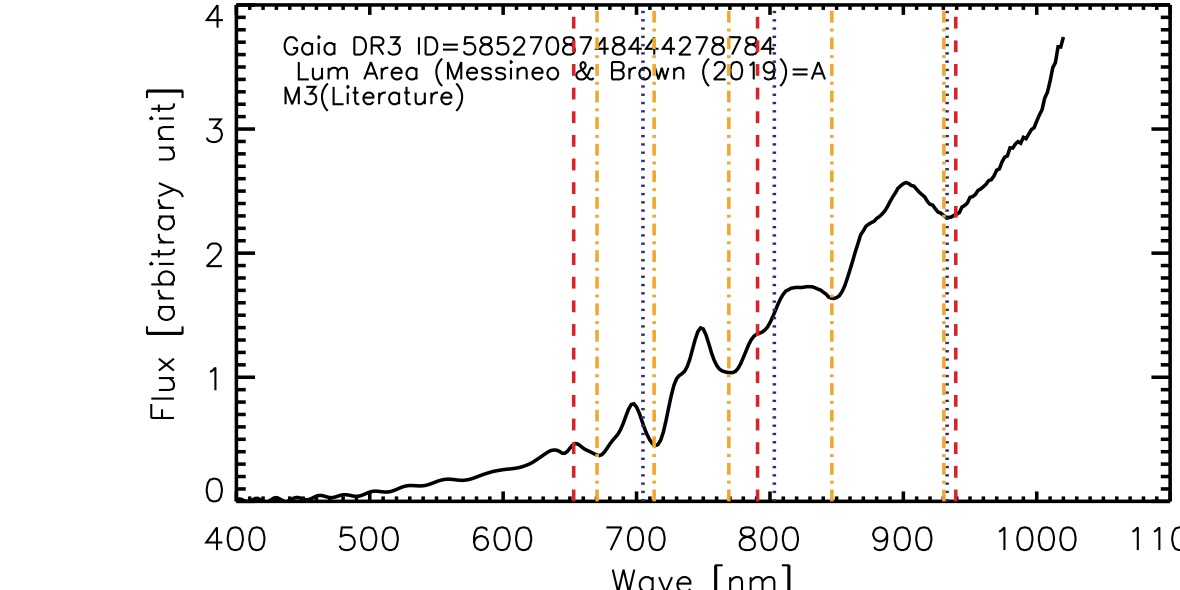 Gaia DR3 ID=5852708748444278784
Lum Area (Messineo & Brown (2019)=A
M3(Literature)
Flux [arbitrary unit]
4
3
2
1
0
400 500 600 700 800 900 1000 110
Wave [nm]